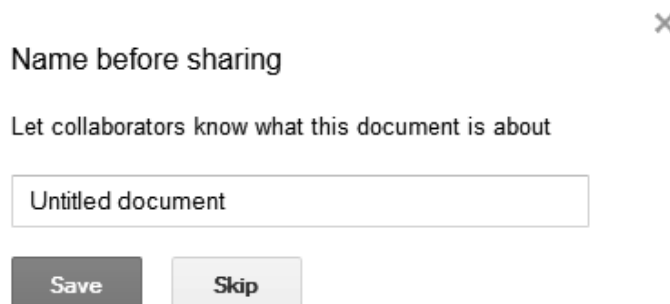 Name before sharing
Let collaborators know what this document is about
Untitled document
Save Skip